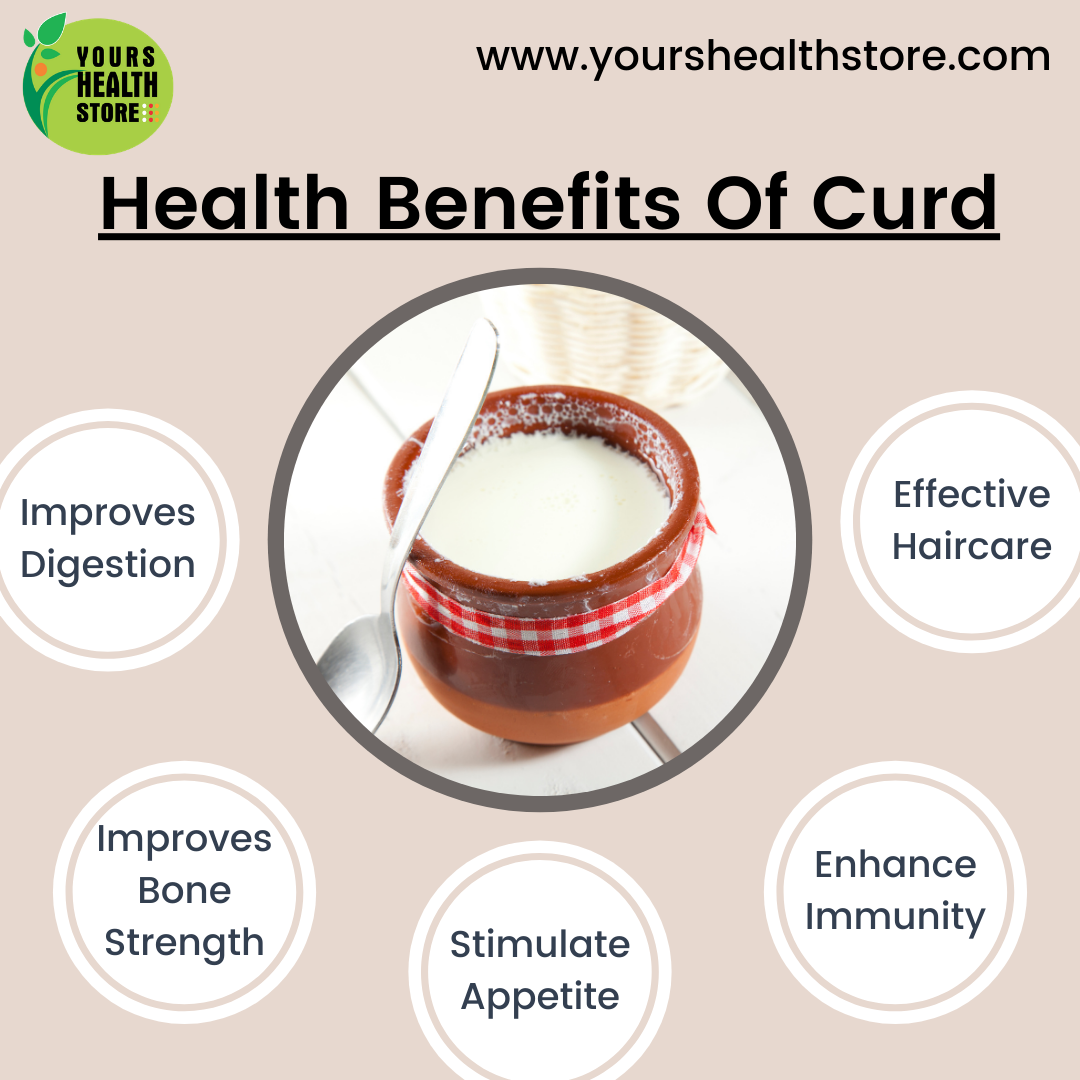 YOURS
HEALTH
STORE
www.yourshealthstore.com
Health Benefits Of Curd
Improves
Digestion
Effective
Haircare
Improves
Bone
Strength
Stimulate
Appetite
Enhance
Immunity